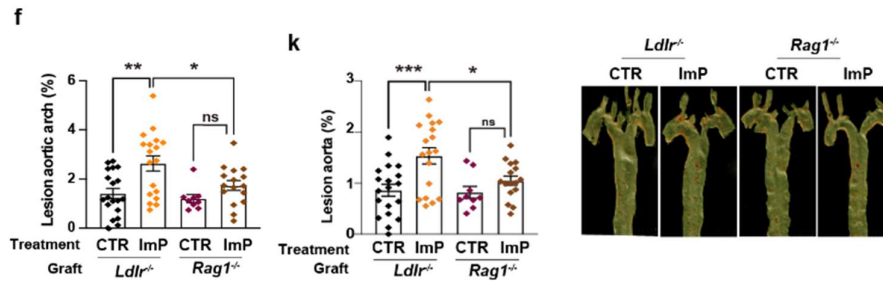 f
Lesion aortic arch (%)
6
4
2
0
**
*
ns
Treatment CTR ImP CTR ImP
Graft Ldlr-/- Rag1-/-
k
Lesion aorta (%)
3
2
1
0
***
*
ns
Treatment CTR ImP CTR ImP
Graft Ldlr-/- Rag1-/-
Ldlr-/- Rag1-/-
CTR ImP CTR ImP